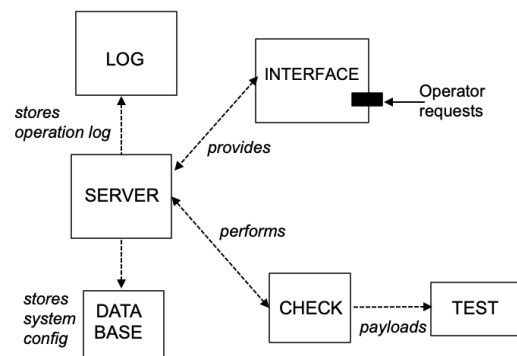 LOG
INTERFACE
Operator
requests
stores
operation log
provides
SERVER
performs
stores
system
config
DATA
BASE
CHECK
payloads
TEST